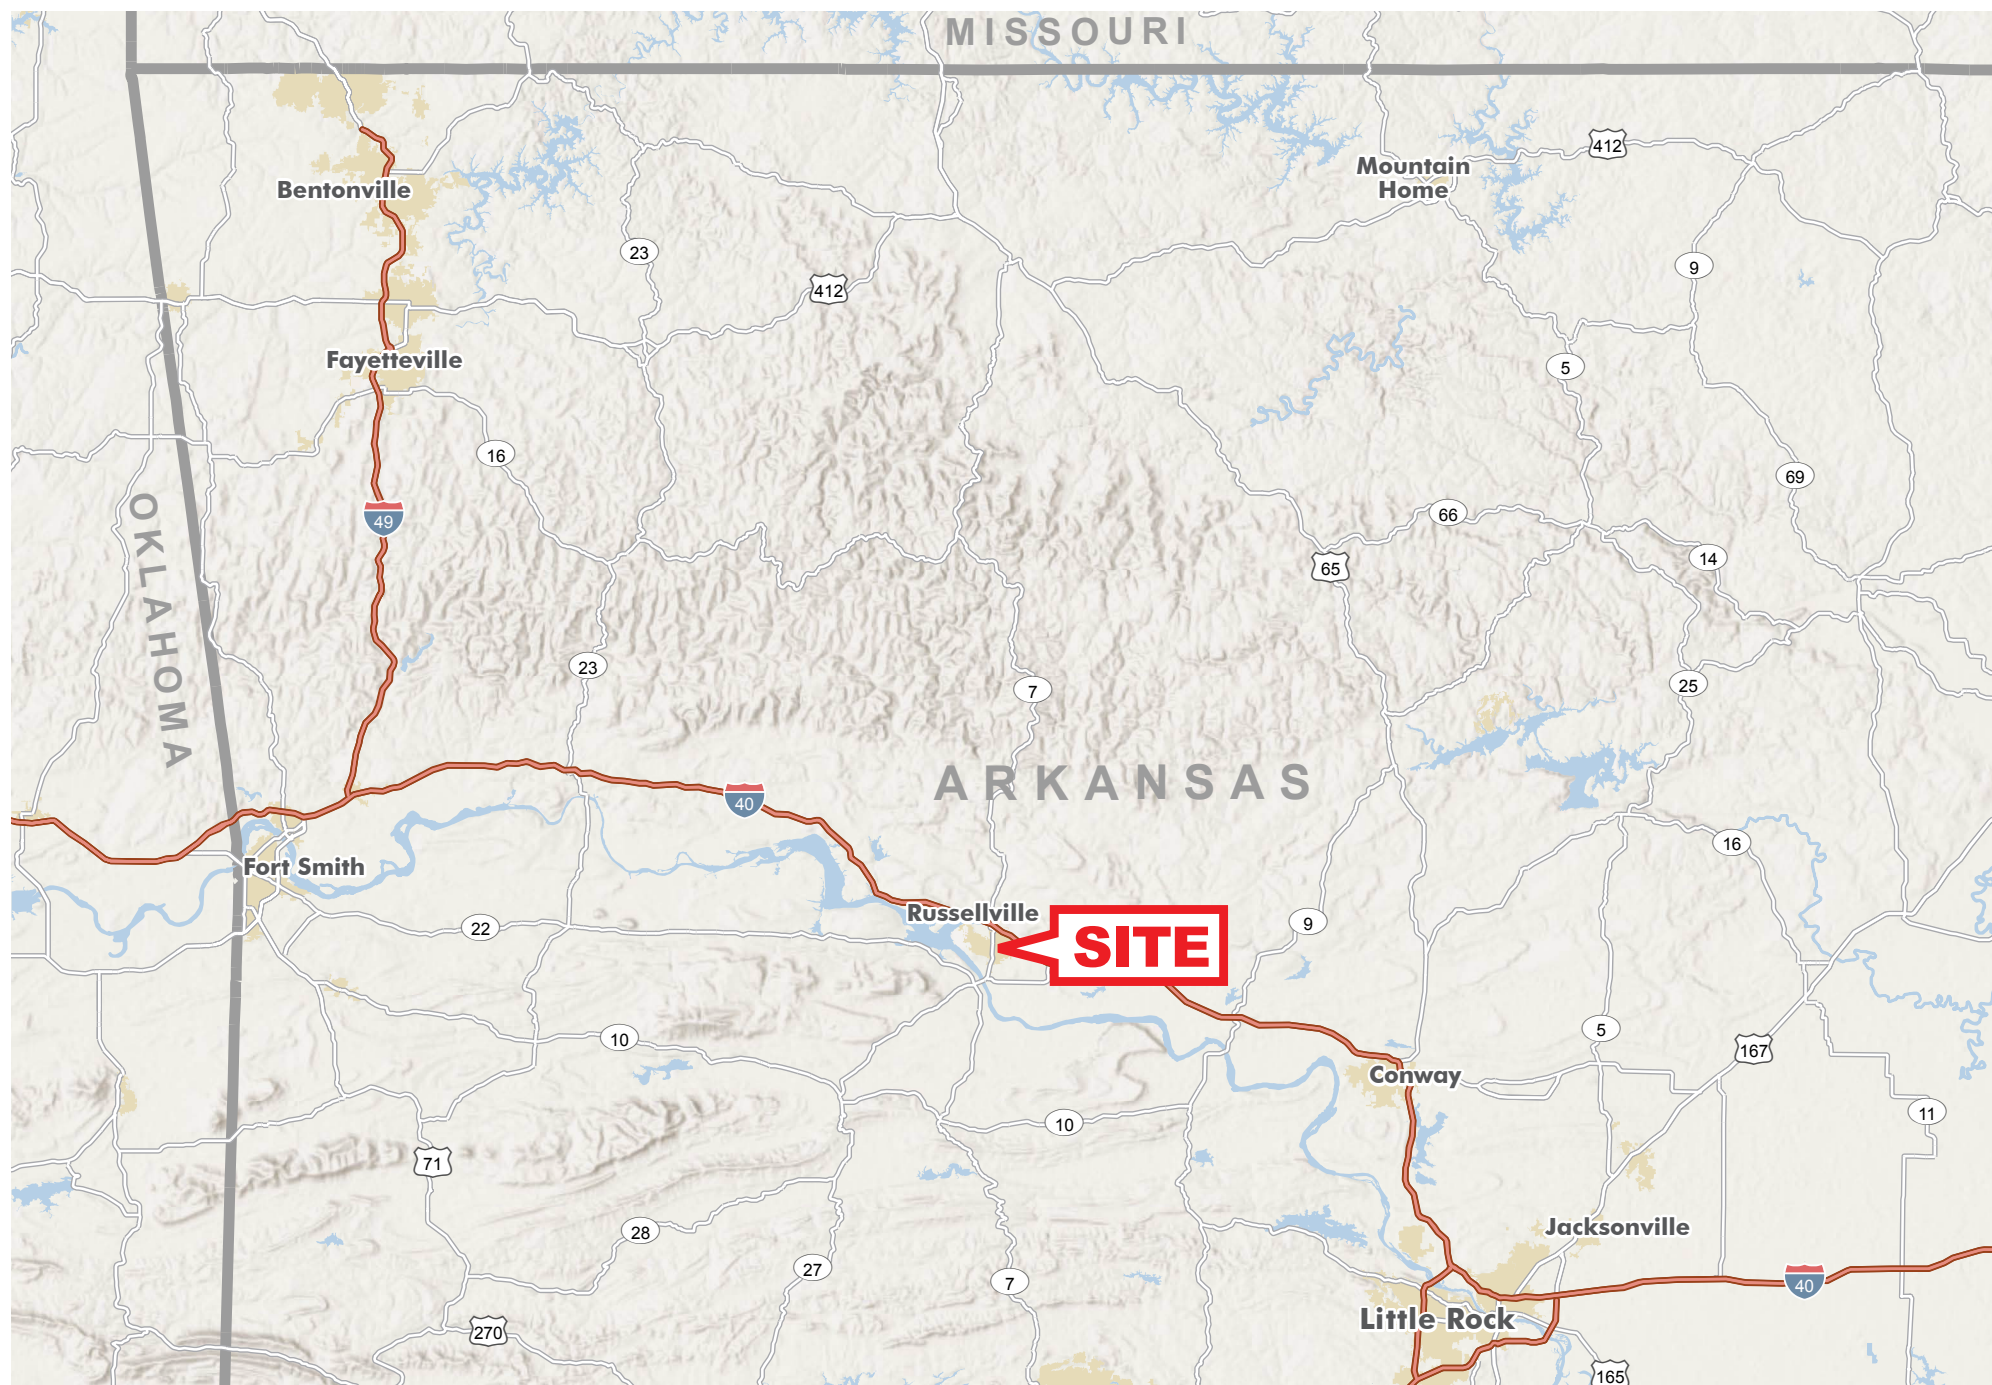 MISSOURI
412
Mountain
Home
Bentonville
23
9
412
Fayetteville
5
16
69
49
66
OKLAHOMA
14
65
23
7
25
ARKANSAS
40
16
Fort Smith
Russellville
22
9
SITE
5
10
167
Conway
11
10
71
Jacksonville
28
27
7
40
Little Rock
270
165